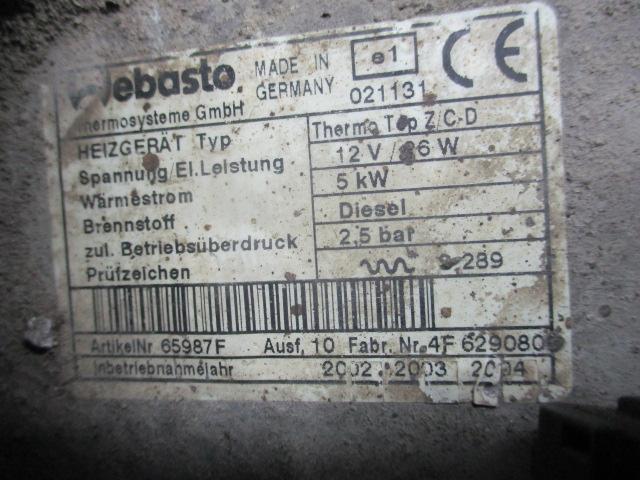 Webasto MADE IN GERMANY e1 CE
Thermosysteme GmbH 021131
HEIZGERÄT Typ Thermo Top Z/C-D
Spannung/El.Leistung 12 V / W
Wärmestrom 5 kW
Brennstoff Diesel
zul. Betriebsüberdruck 2,5 bar
Prüfzeichen 289
ArtikelNr 65987F Ausf. 10 Fabr. Nr. 4F 629080
Inbetriebnahmejahr 2002 2003 2004